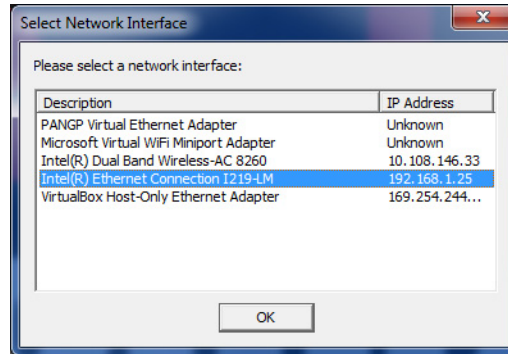 Select Network Interface
Please select a network interface:
Description IP Address
PANGP Virtual Ethernet Adapter Unknown
Microsoft Virtual WiFi Miniport Adapter Unknown
Intel(R) Dual Band Wireless-AC 8260 10.108.146.33
Intel(R) Ethernet Connection I219-LM 192.168.1.25
VirtualBox Host-Only Ethernet Adapter 169.254.244...
OK